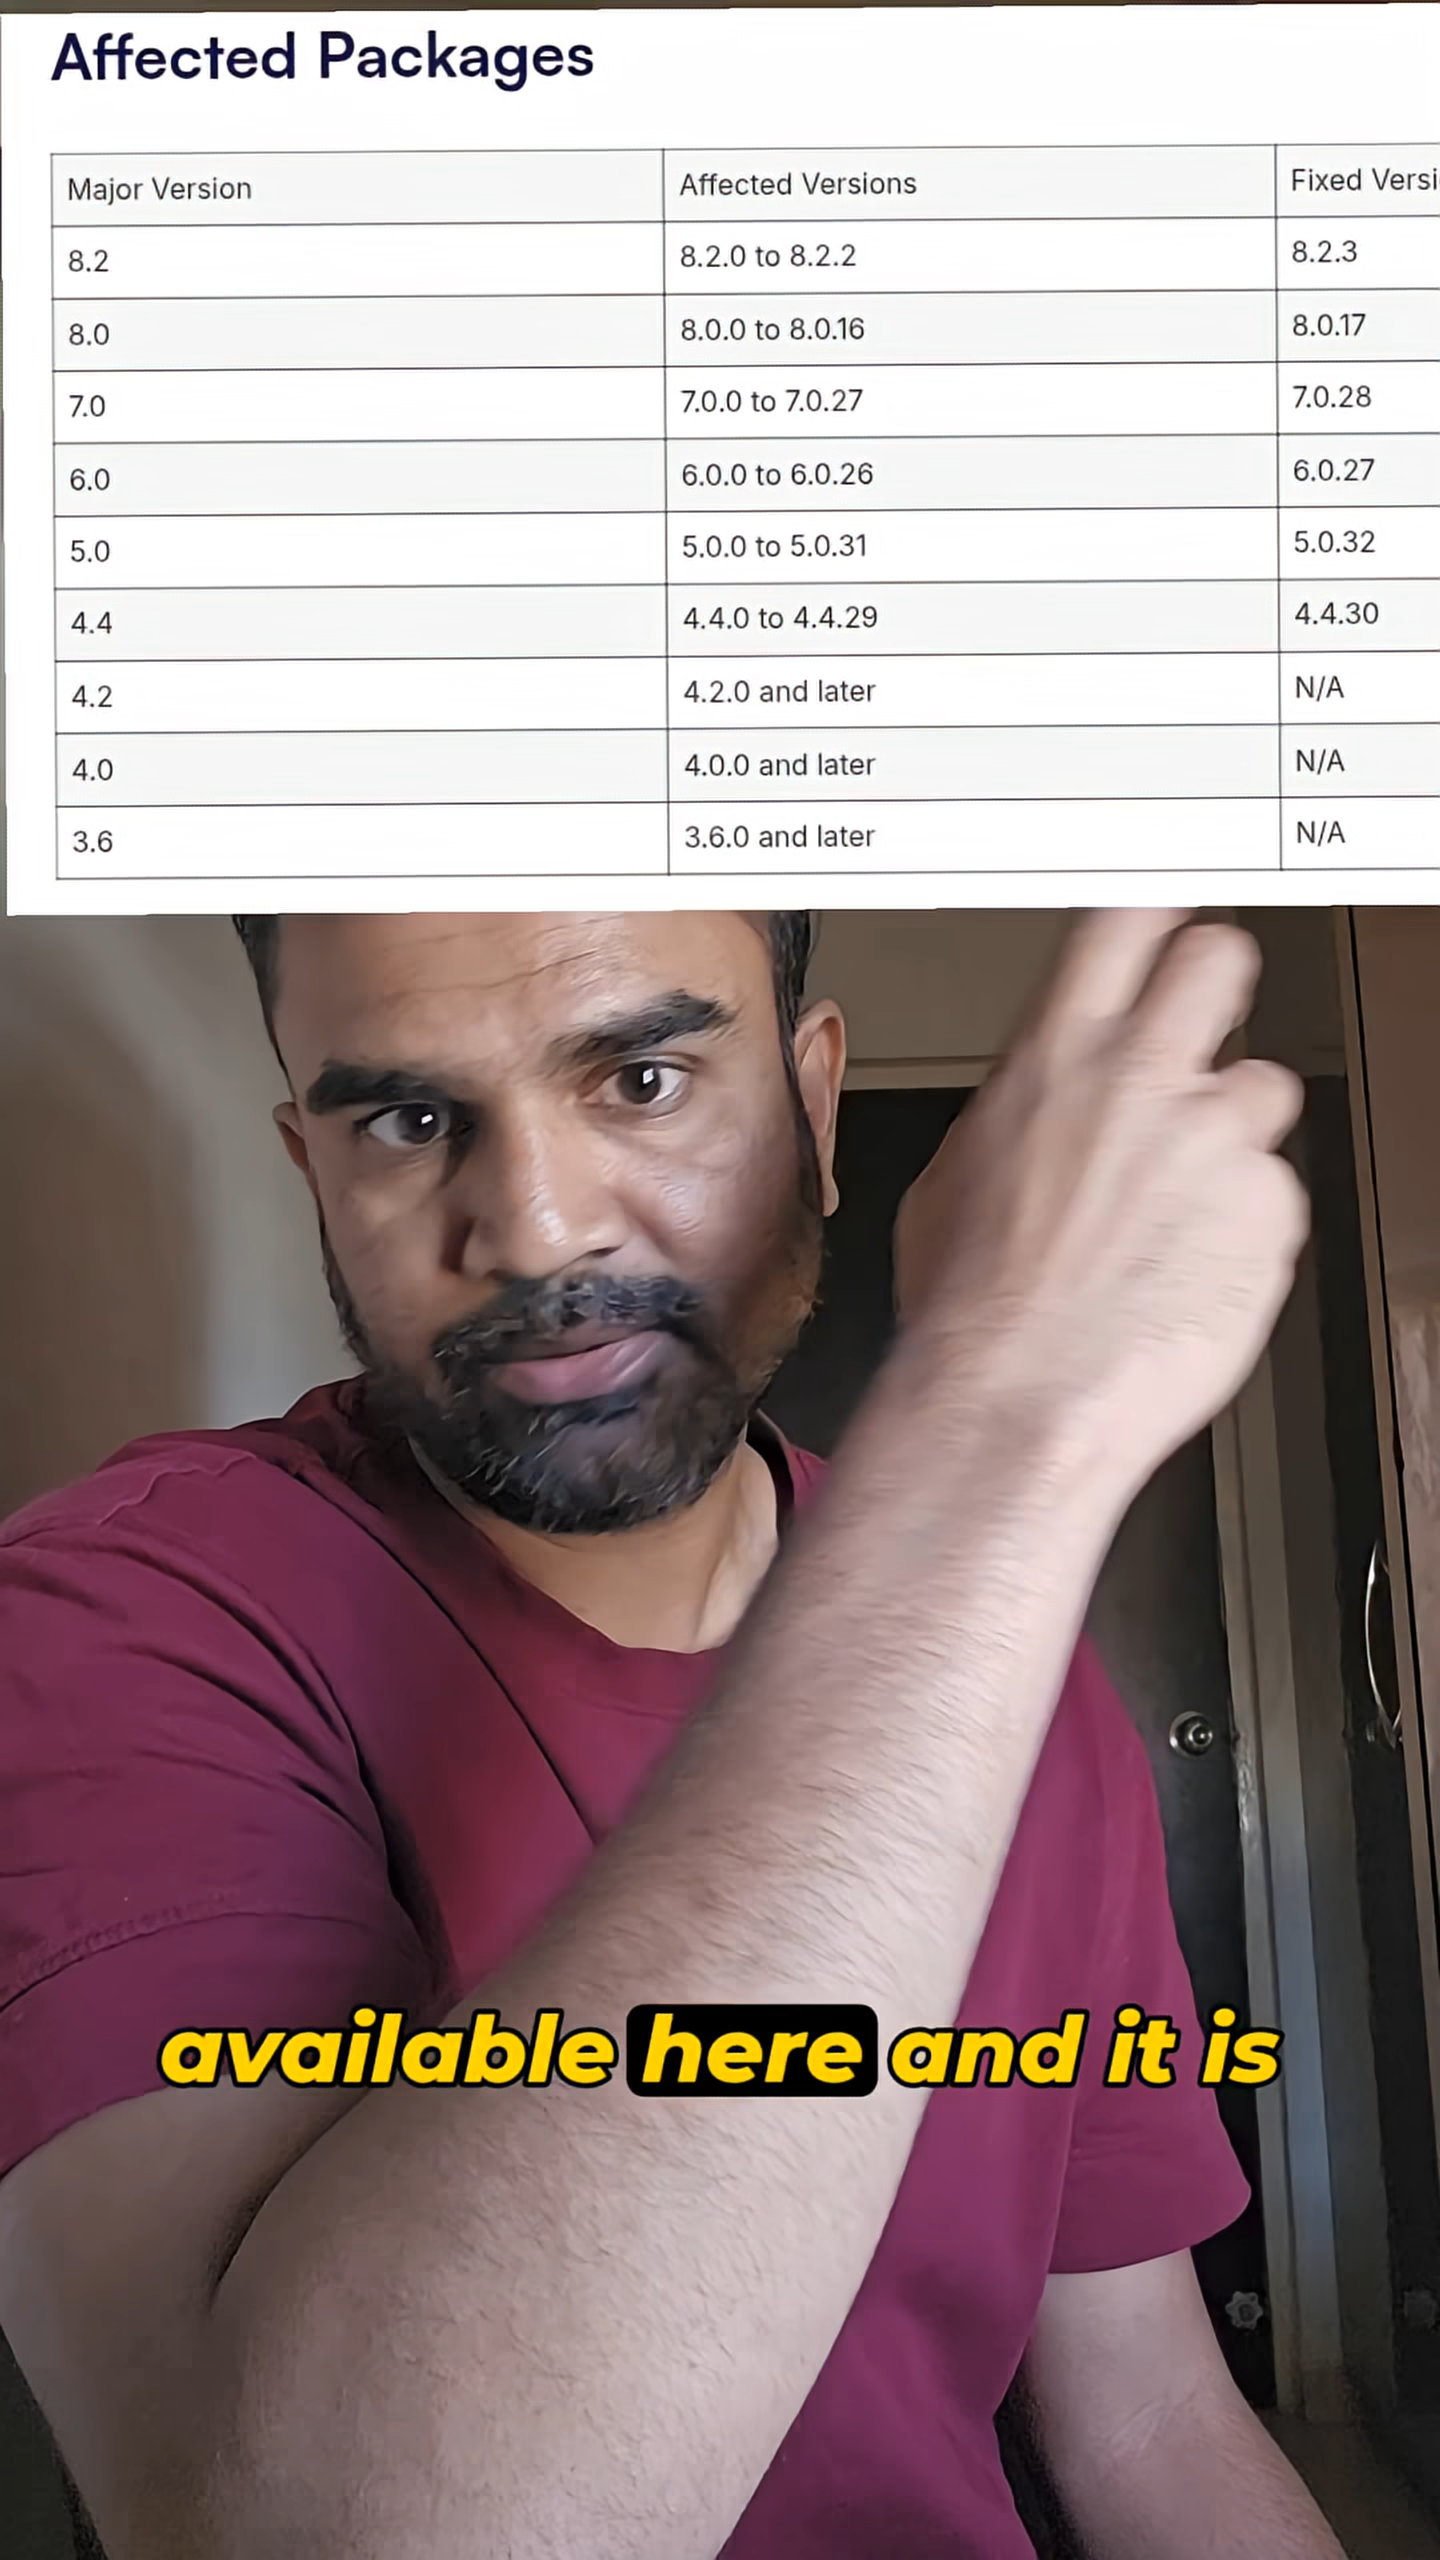 Affected Packages
Major Version Affected Versions Fixed Versi
8.2 8.2.0 to 8.2.2 8.2.3
8.0 8.0.0 to 8.0.16 8.0.17
7.0 7.0.0 to 7.0.27 7.0.28
6.0 6.0.0 to 6.0.26 6.0.27
5.0 5.0.0 to 5.0.31 5.0.32
4.4 4.4.0 to 4.4.29 4.4.30
4.2 4.2.0 and later N/A
4.0 4.0.0 and later N/A
3.6 3.6.0 and later N/A
available here and it is